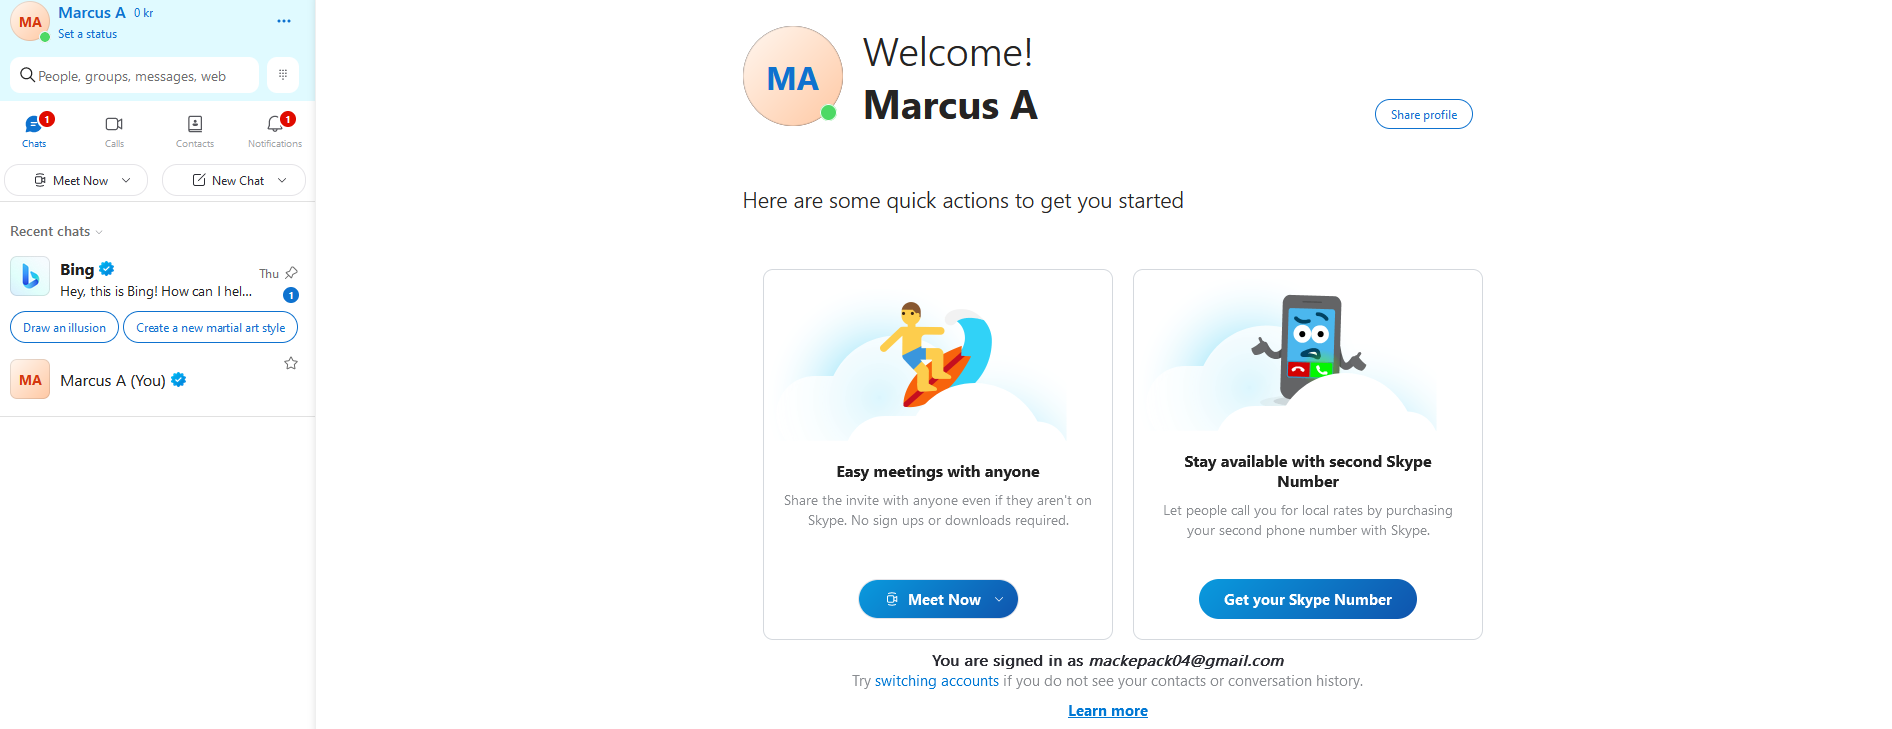 MA
Marcus A 0 kr
Set a status
People, groups, messages, web
1
1
Chats
Calls
Contacts
Notifications
Meet Now
New Chat
Recent chats
Bing
Thu
Hey, this is Bing! How can I hel...
1
Draw an illusion
Create a new martial art style
MA
Marcus A (You)
MA
Welcome!
Marcus A
Share profile
Here are some quick actions to get you started
Easy meetings with anyone
Share the invite with anyone even if they aren't on
Skype. No sign ups or downloads required.
Meet Now
Stay available with second Skype
Number
Let people call you for local rates by purchasing
your second phone number with Skype.
Get your Skype Number
You are signed in as mackepack04@gmail.com
Try switching accounts if you do not see your contacts or conversation history.
Learn more